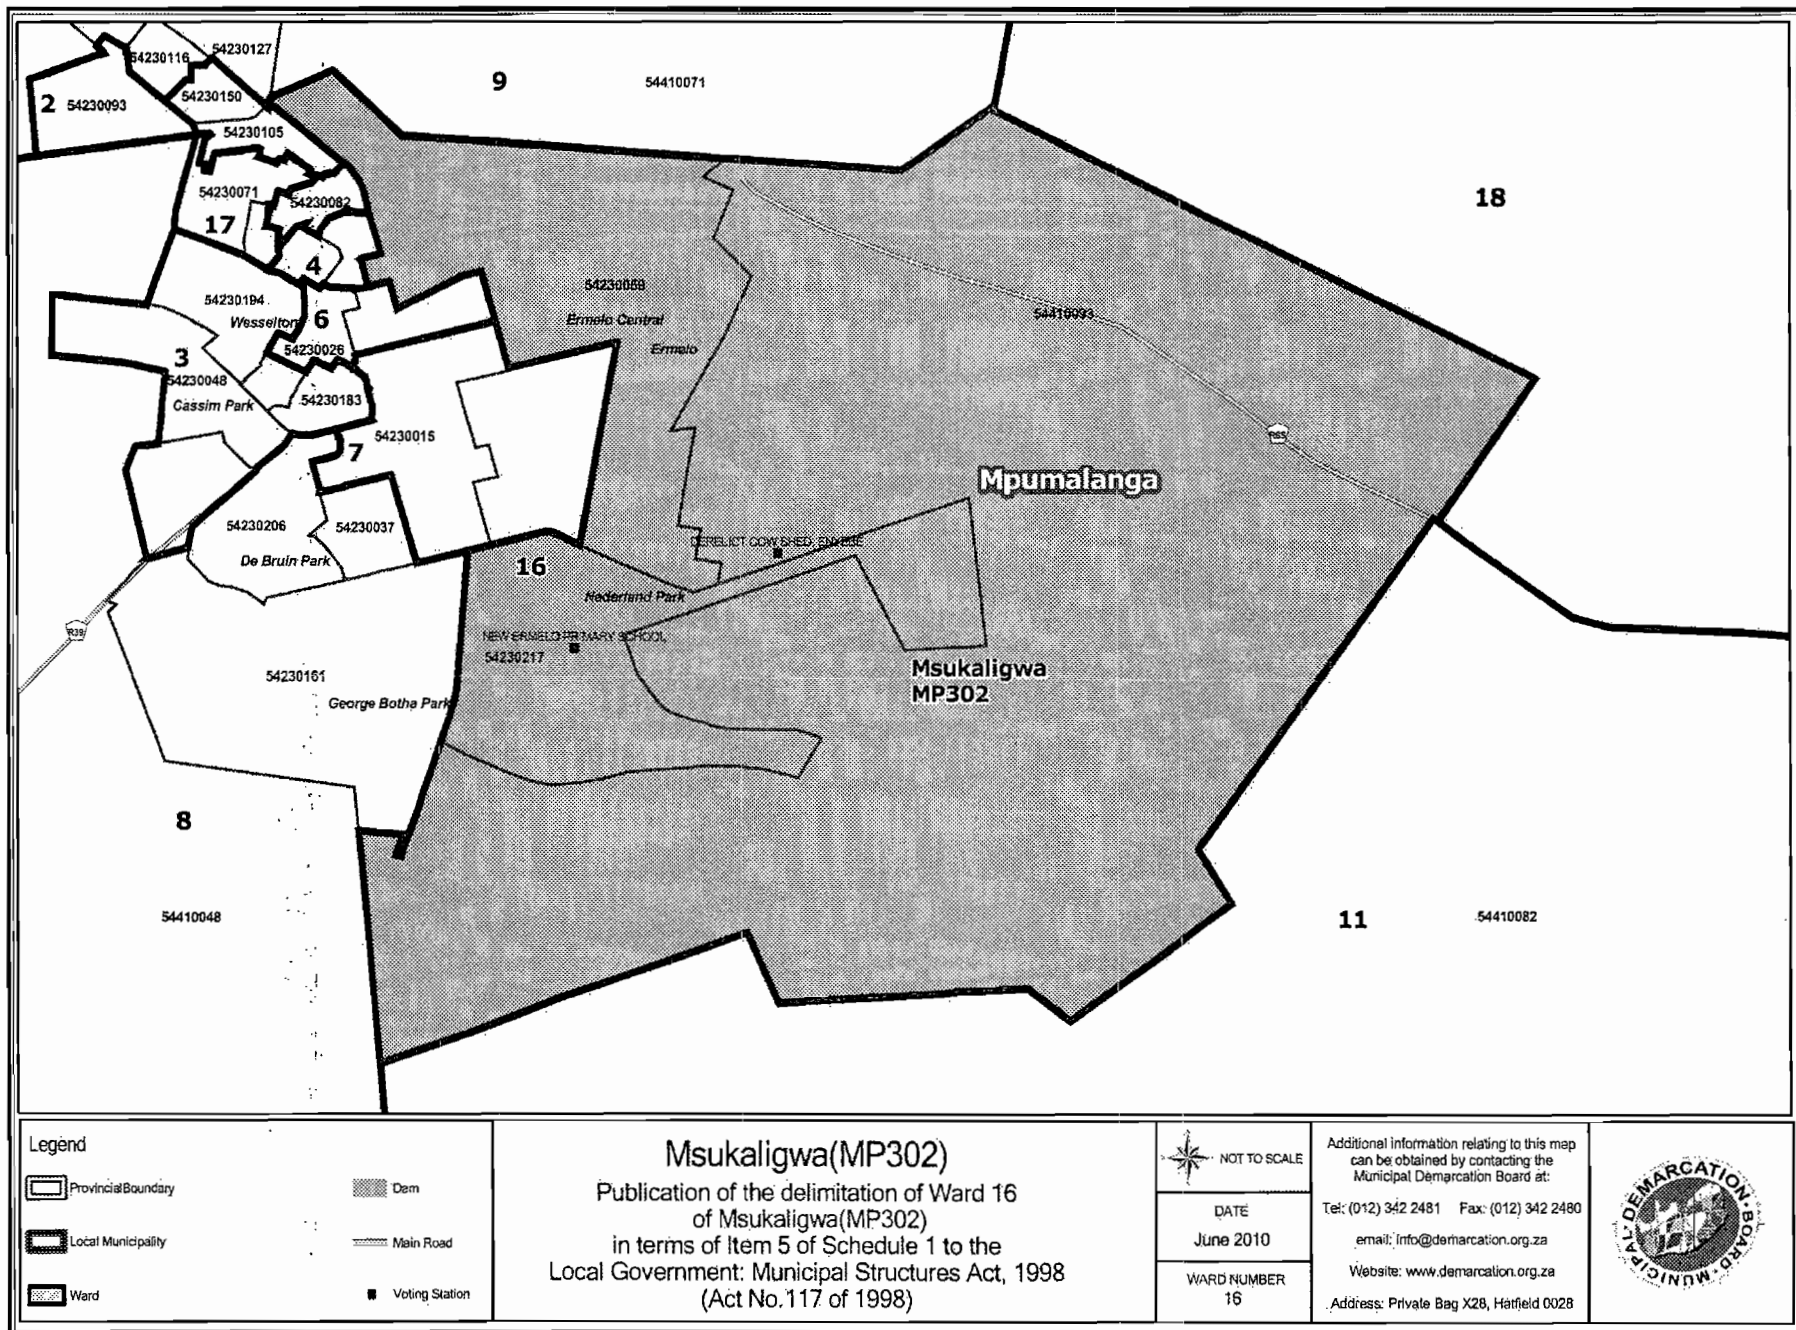 54230127
54230116
9
54410071
2
54230093
54230150
54230105
54230071
54230082
17
18
4
54230059
54230194
Wesselton
6
Ermelo Central
54410093
54230026
Ermelo
3
54230048
Cassim Park
54230183
54230015
R65
7
Mpumalanga
54230206
54230037
De Bruin Park
16
DERELICT COW SHED,
Nederland Park
R39
NEW ERMELO PRIMARY SCHOOL
54230217
54230161
Msukaligwa
MP302
George Botha Park
8
54410048
11
54410082
Legend
Provincial Boundary
Dam
Local Municipality
Main Road
Ward
Voting Station
Msukaligwa(MP302)
Publication of the delimitation of Ward 16
of Msukaligwa(MP302)
in terms of Item 5 of Schedule 1 to the
Local Government: Municipal Structures Act, 1998
(Act No.117 of 1998)
NOT TO SCALE
DATE
June 2010
WARD NUMBER
16
Additional information relating to this map
can be obtained by contacting the
Municipal Demarcation Board at:
Tel: (012) 342 2481 Fax: (012) 342 2480
email: info@demarcation.org.za
Website: www.demarcation.org.za
Address: Private Bag X28, Hatfield 0028
MUNICIPAL DEMARCATION BOARD